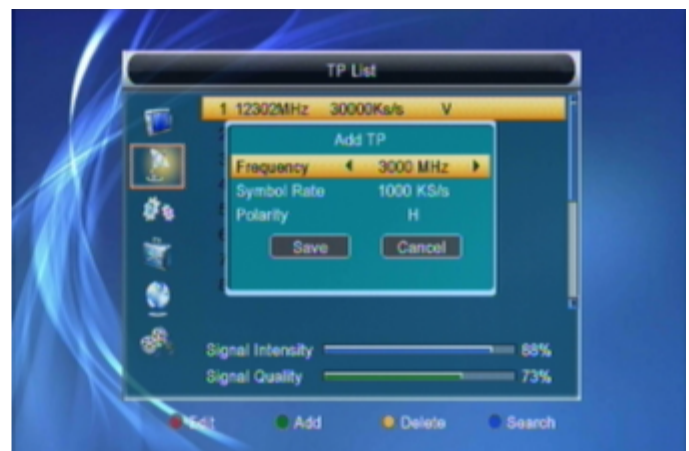 TP List
1 12302MHz 30000Ks/s V
Add TP
Frequency 3000 MHz
Symbol Rate 1000 KS/s
Polarity H
Save Cancel
Signal Intensity 88%
Signal Quality 73%
Edit Add Delete Search